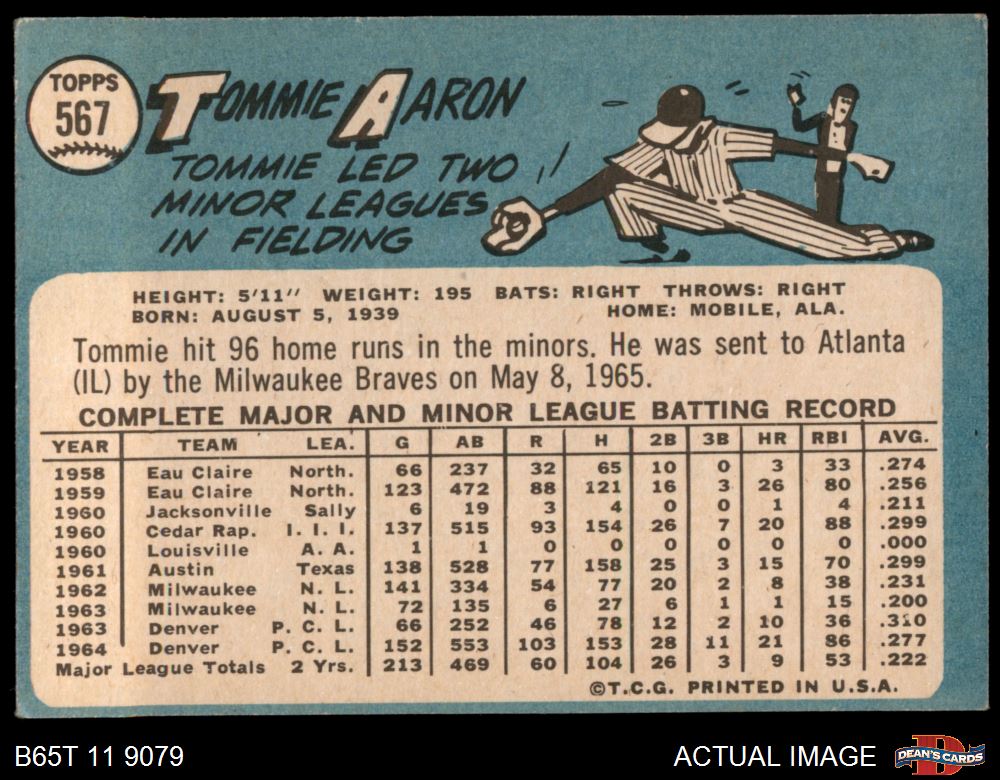 TOPPS
567
TOMMIE AARON
TOMMIE LED TWO
MINOR LEAGUES
IN FIELDING
HEIGHT: 5'11" WEIGHT: 195 BATS: RIGHT THROWS: RIGHT
BORN: AUGUST 5, 1939 HOME: MOBILE, ALA.
Tommie hit 96 home runs in the minors. He was sent to Atlanta
(IL) by the Milwaukee Braves on May 8, 1965.
COMPLETE MAJOR AND MINOR LEAGUE BATTING RECORD
YEAR TEAM LEA. G AB R H 2B 3B HR RBI AVG.
1958 Eau Claire North. 66 237 32 65 10 0 3 33 .274
1959 Eau Claire North. 123 472 88 121 16 3 26 80 .256
1960 Jacksonville Sally 6 19 3 4 0 0 1 4 .211
1960 Cedar Rap. I. I. I. 137 515 93 154 26 7 20 88 .299
1960 Louisville A. A. 1 1 0 0 0 0 0 0 .000
1961 Austin Texas 138 528 77 158 25 3 15 70 .299
1962 Milwaukee N. L. 141 334 54 77 20 2 8 38 .231
1963 Milwaukee N. L. 72 135 6 27 6 1 1 15 .200
1963 Denver P. C. L. 66 252 46 78 12 2 10 36 .310
1964 Denver P. C. L. 152 553 103 153 28 11 21 86 .277
Major League Totals 2 Yrs. 213 469 60 104 26 3 9 53 .222
©T.C.G. PRINTED IN U.S.A.
B65T 11 9079 ACTUAL IMAGE DEAN'S CARDS